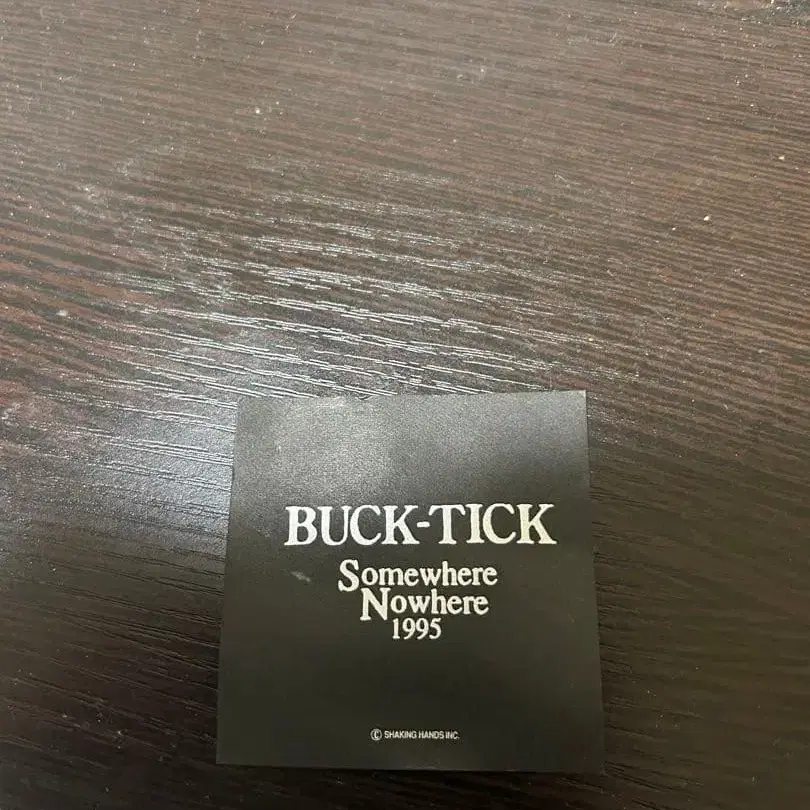 BUCK-TICK
Somewhere
Nowhere
1995
© SHAKING HANDS INC.